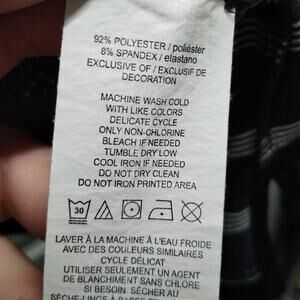 92% POLYESTER / poliéster
8% SPANDEX / elastano
EXCLUSIVE OF / EXCLUSIF DE
DECORATION
MACHINE WASH COLD
WITH LIKE COLORS
DELICATE CYCLE
ONLY NON-CHLORINE
BLEACH IF NEEDED
TUMBLE DRY LOW
COOL IRON IF NEEDED
DO NOT DRY CLEAN
DO NOT IRON PRINTED AREA
30
LAVER À LA MACHINE À L'EAU FROIDE
AVEC DES COULEURS SIMILAIRES
CYCLE DÉLICAT
UTILISER SEULEMENT UN AGENT
DE BLANCHIMENT SANS CHLORE
SI BESOIN. SÉCHER AU
SÈCHE-LINGE À BASSE